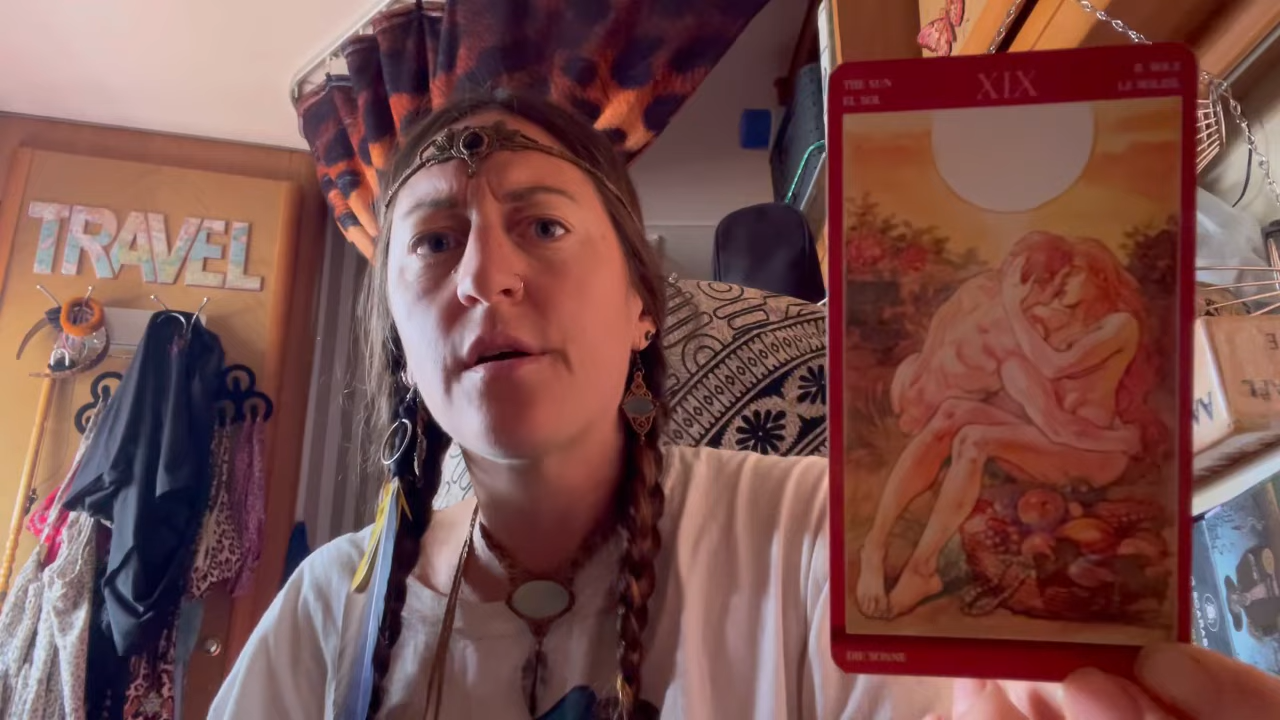 TRAVEL
THE SUN
EL SOL
XIX
IL SOLE
LE SOLEIL
DIE SONNE